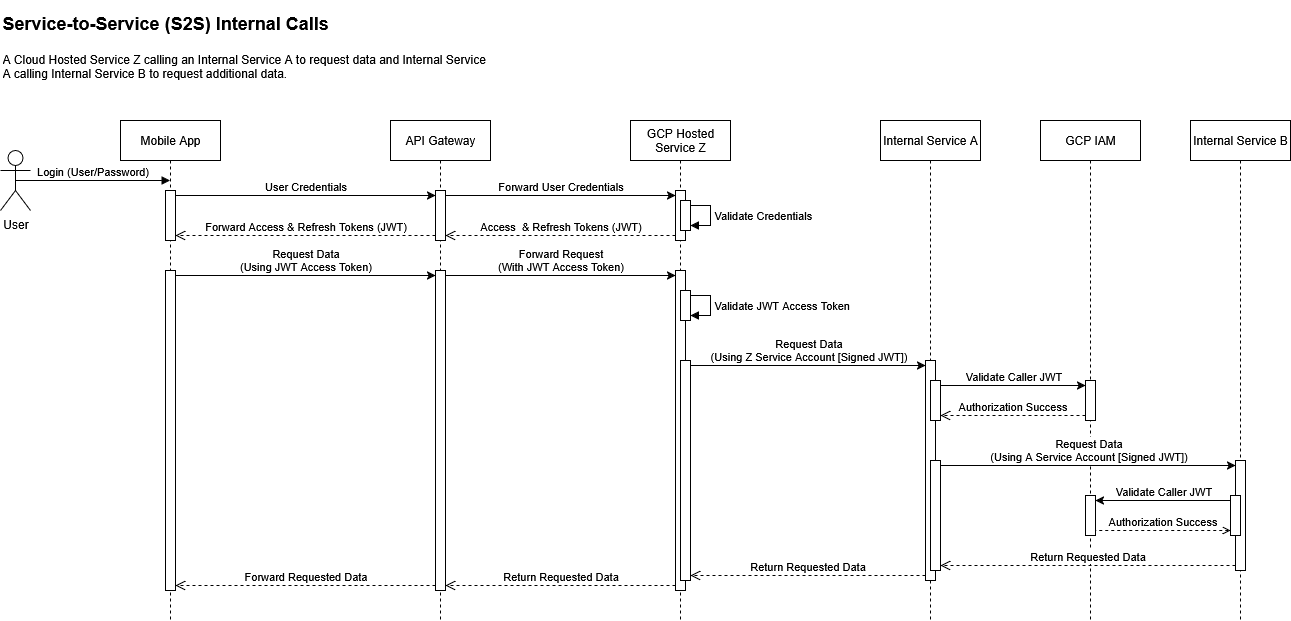 Service-to-Service (S2S) Internal Calls
A Cloud Hosted Service Z calling an Internal Service A to request data and Internal Service
A calling Internal Service B to request additional data.
Mobile App
API Gateway
GCP Hosted
Service Z
Internal Service A
GCP IAM
Internal Service B
User
Login (User/Password)
User Credentials
Forward User Credentials
Validate Credentials
Access & Refresh Tokens (JWT)
Forward Access & Refresh Tokens (JWT)
Request Data
(Using JWT Access Token)
Forward Request
(With JWT Access Token)
Validate JWT Access Token
Request Data
(Using Z Service Account [Signed JWT])
Validate Caller JWT
Authorization Success
Request Data
(Using A Service Account [Signed JWT])
Validate Caller JWT
Authorization Success
Return Requested Data
Return Requested Data
Return Requested Data
Forward Requested Data